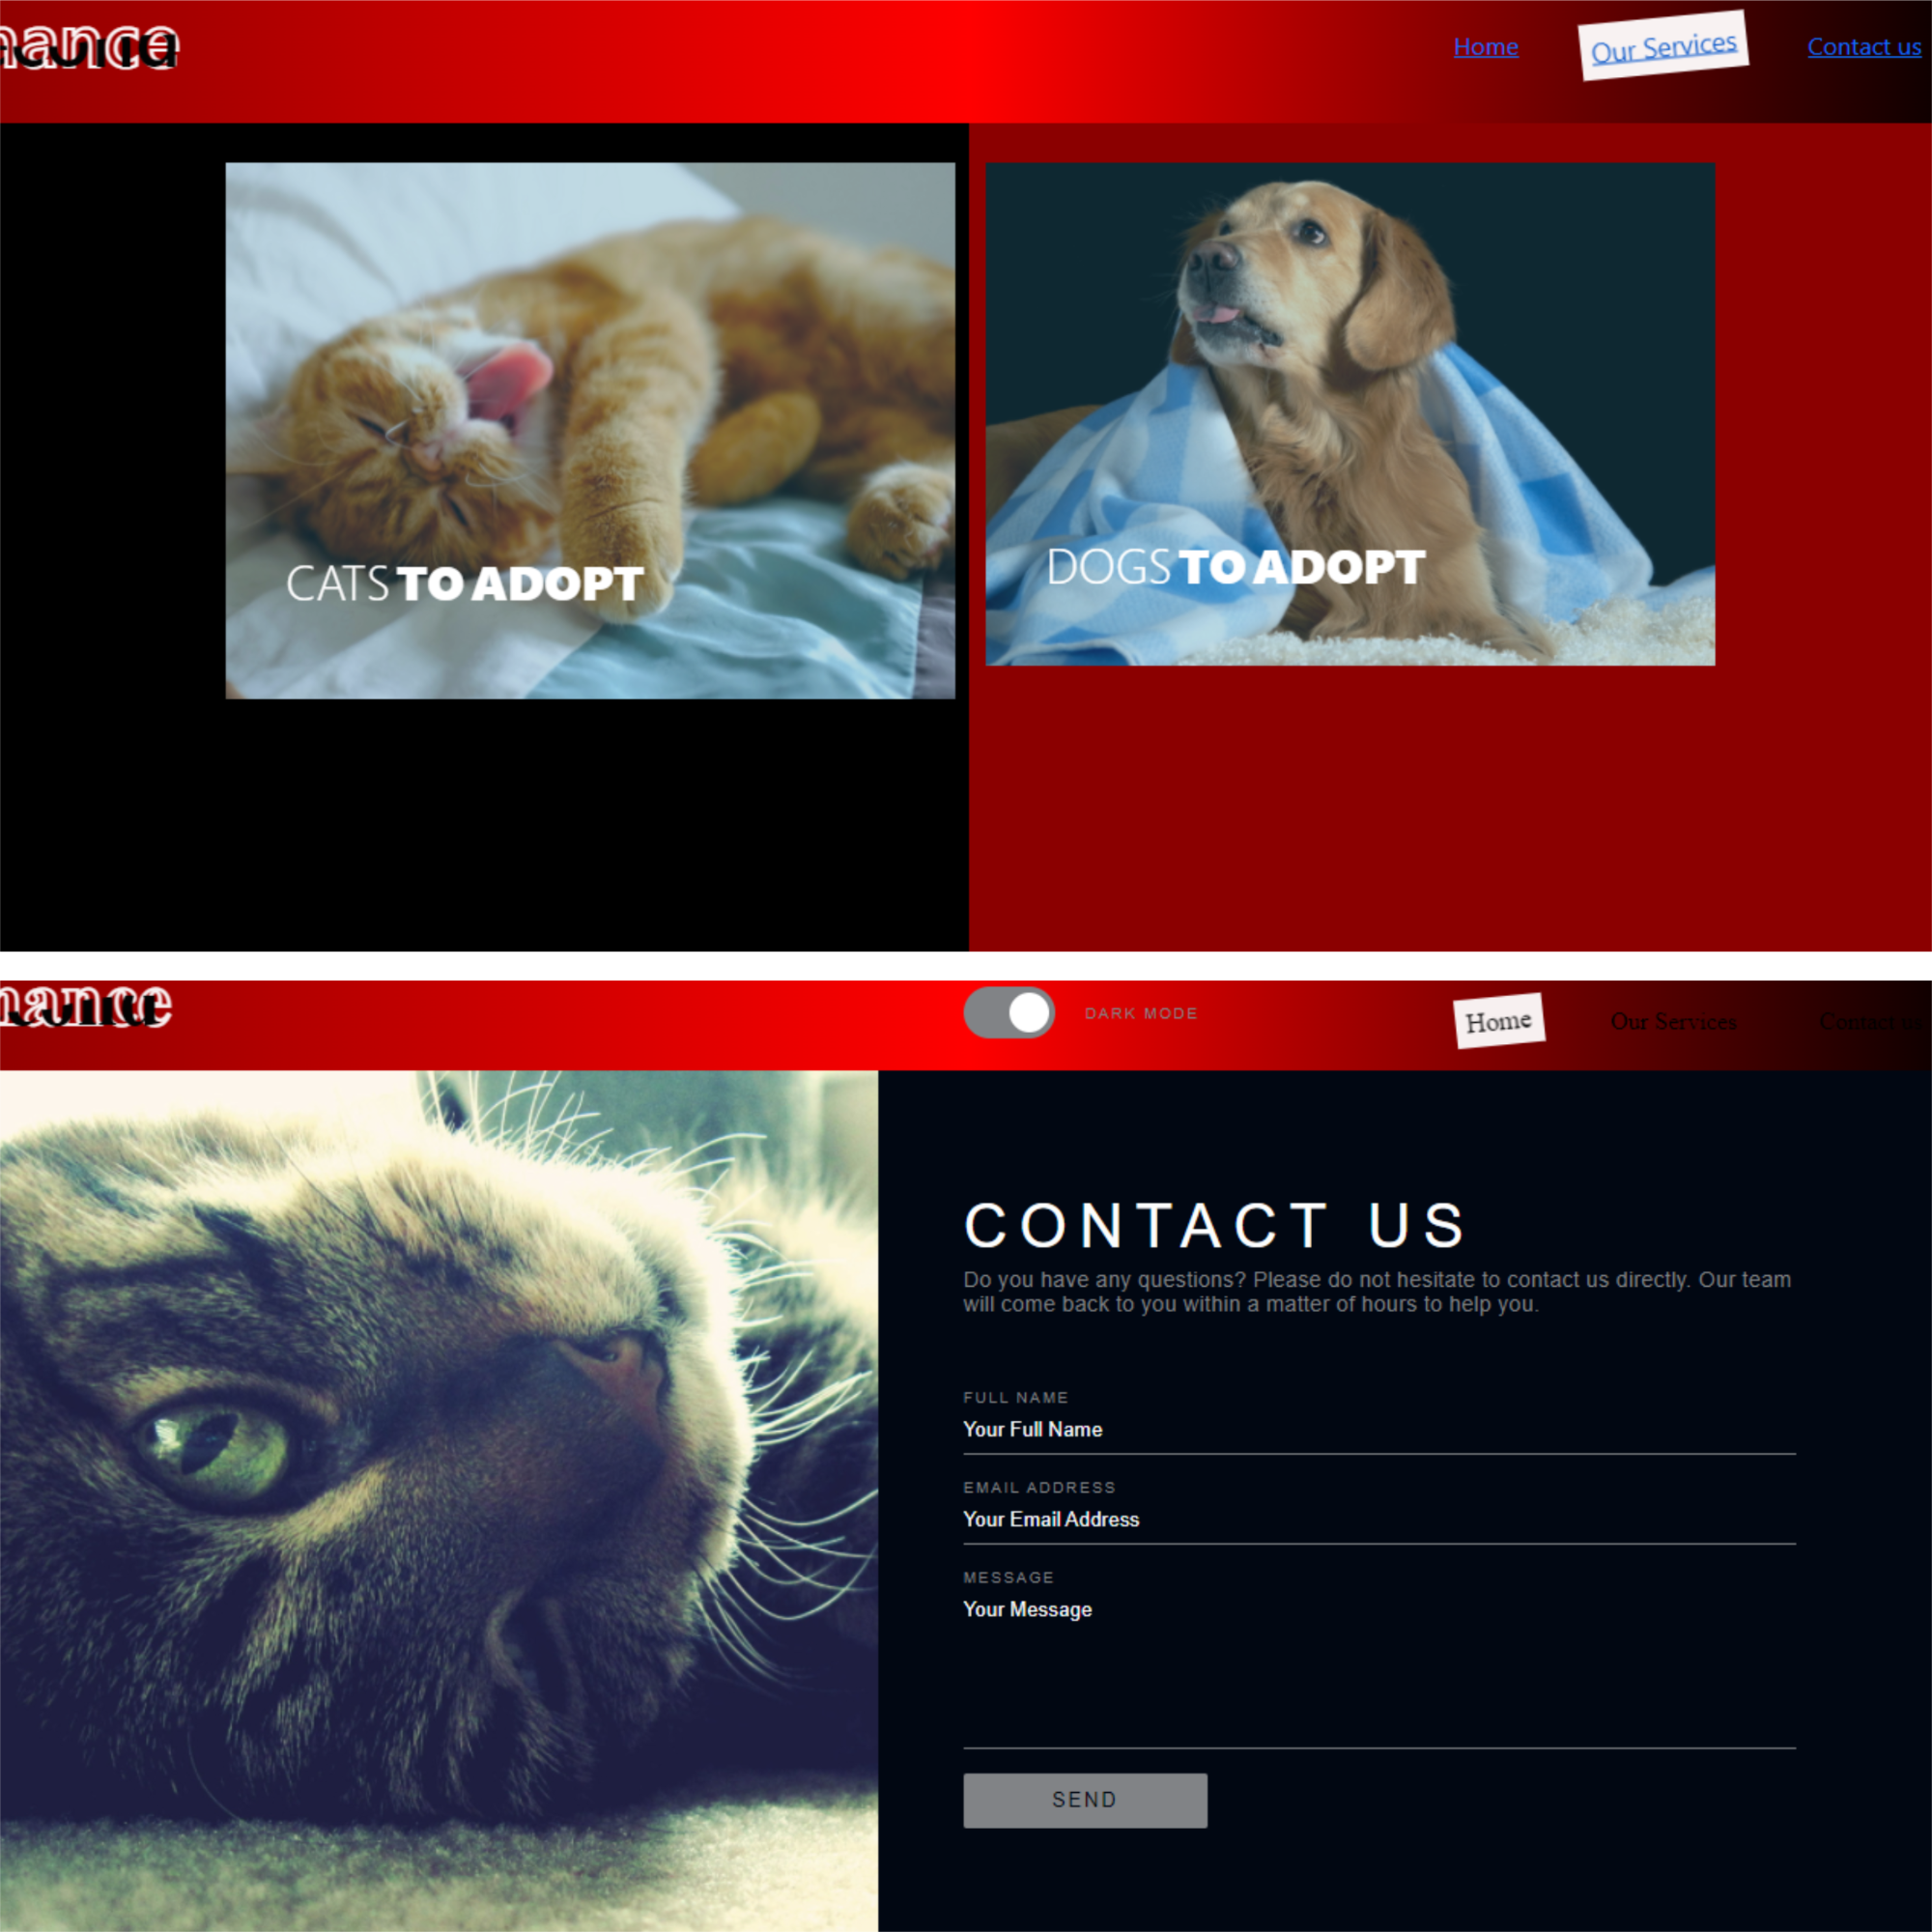 Home
Our Services
Contact us
CATS TO ADOPT
DOGS TO ADOPT
DARK MODE
Home
Our Services
Contact us
CONTACT US
Do you have any questions? Please do not hesitate to contact us directly. Our team
will come back to you within a matter of hours to help you.
FULL NAME
Your Full Name
EMAIL ADDRESS
Your Email Address
MESSAGE
Your Message
SEND